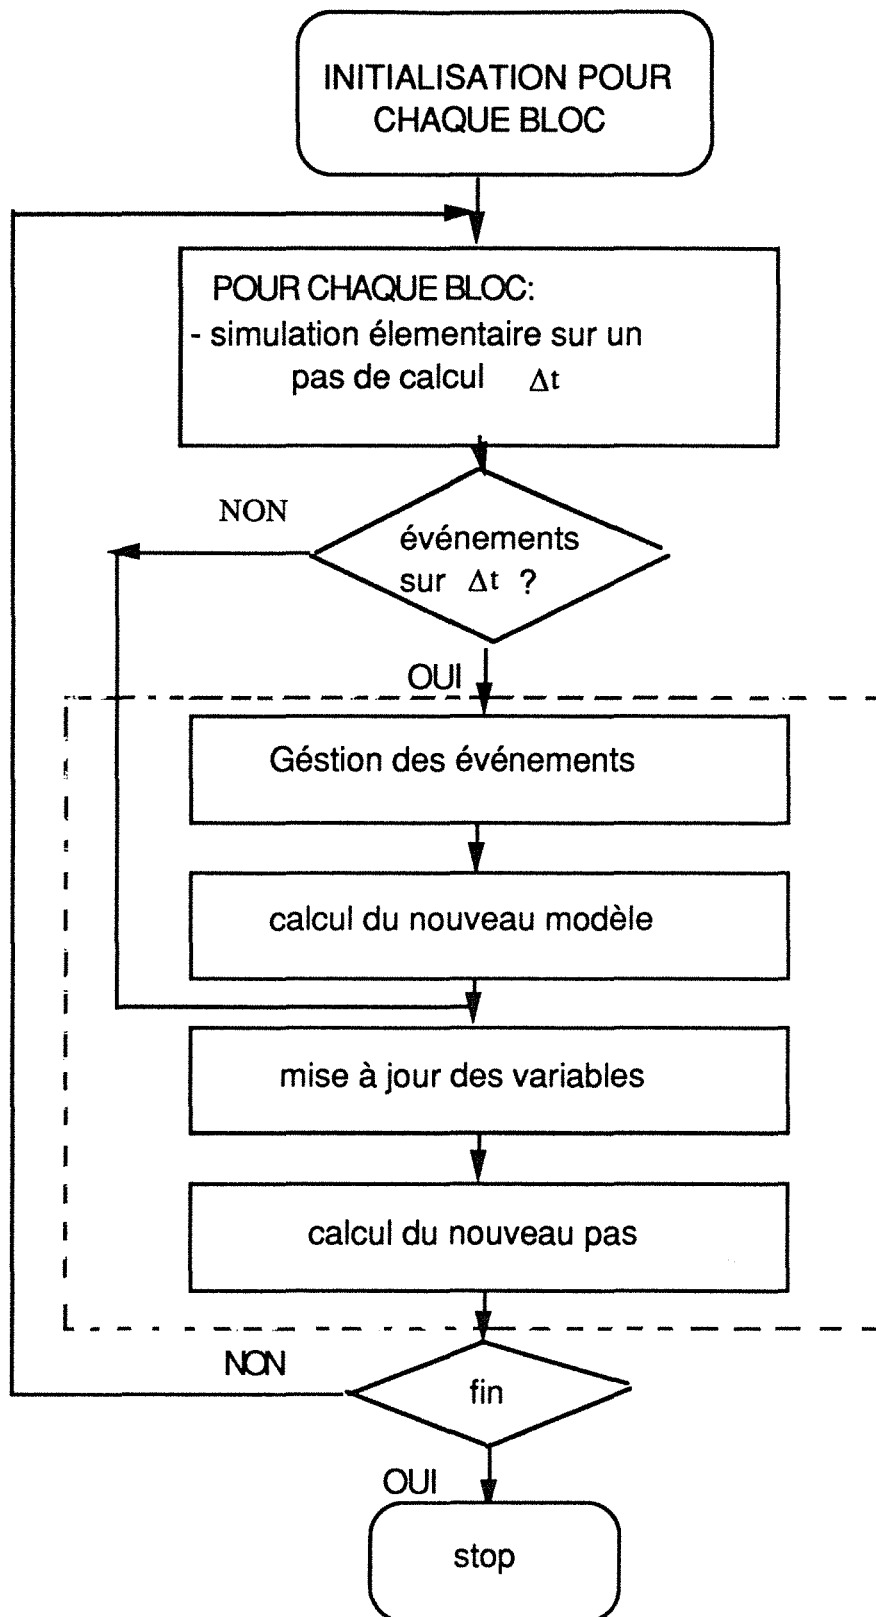 INITIALISATION POUR
CHAQUE BLOC
POUR CHAQUE BLOC:
- simulation élementaire sur un
pas de calcul Δt
NON
événements
sur Δt ?
OUI
Géstion des événements
calcul du nouveau modèle
mise à jour des variables
calcul du nouveau pas
NON
fin
OUI
stop